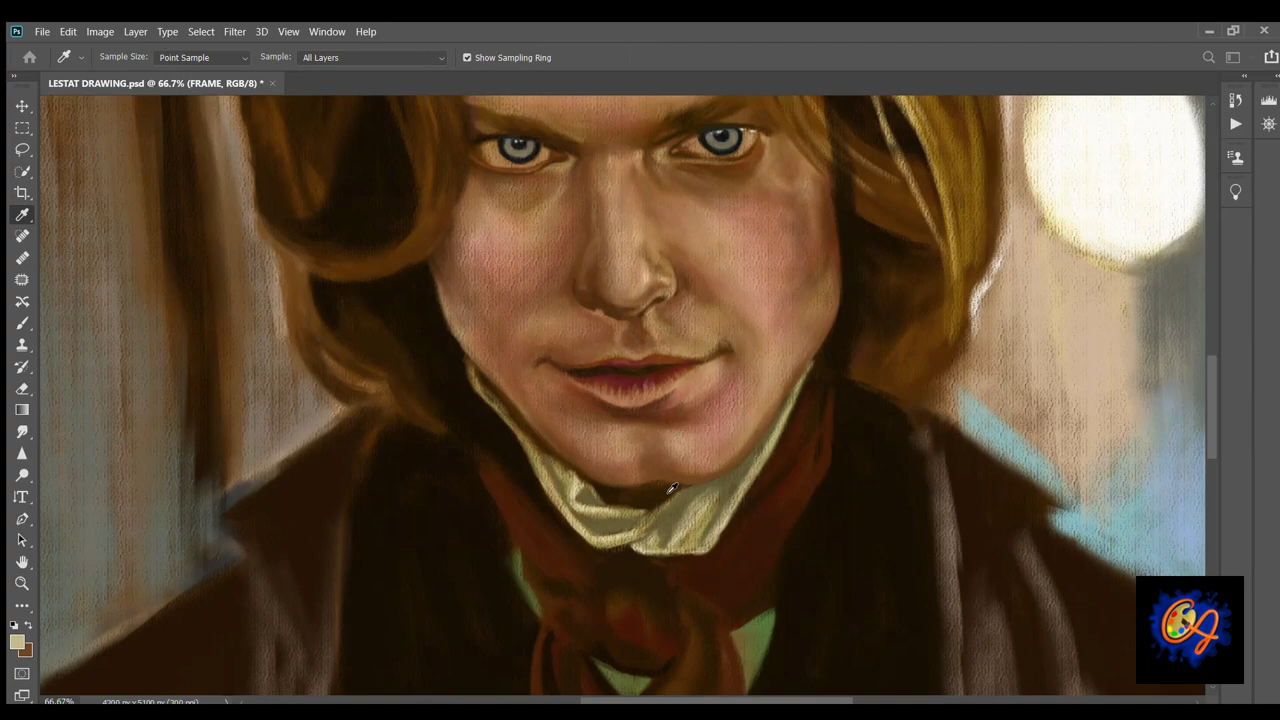 Ps File Edit Image Layer Type Select Filter 3D View Window Help
Sample Size: Point Sample Sample: All Layers Show Sampling Ring
LESTAT DRAWING.psd @ 66.7% (FRAME, RGB/8) *
66.67%